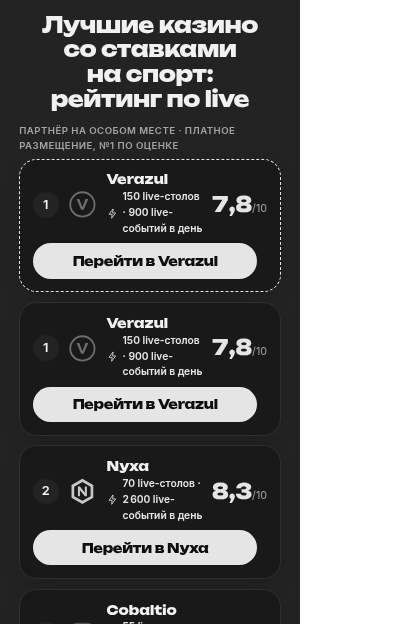 Лучшие казино
со ставками
на спорт:
рейтинг по live
ПАРТНЁР НА ОСОБОМ МЕСТЕ · ПЛАТНОЕ
РАЗМЕЩЕНИЕ, №1 ПО ОЦЕНКЕ
Verazul
1
V
150 live-столов
· 900 live-
событий в день
7,8/10
Перейти в Verazul
Verazul
1
V
150 live-столов
· 900 live-
событий в день
7,8/10
Перейти в Verazul
Nyxa
2
N
70 live-столов ·
2 600 live-
событий в день
8,3/10
Перейти в Nyxa
Cobaltio